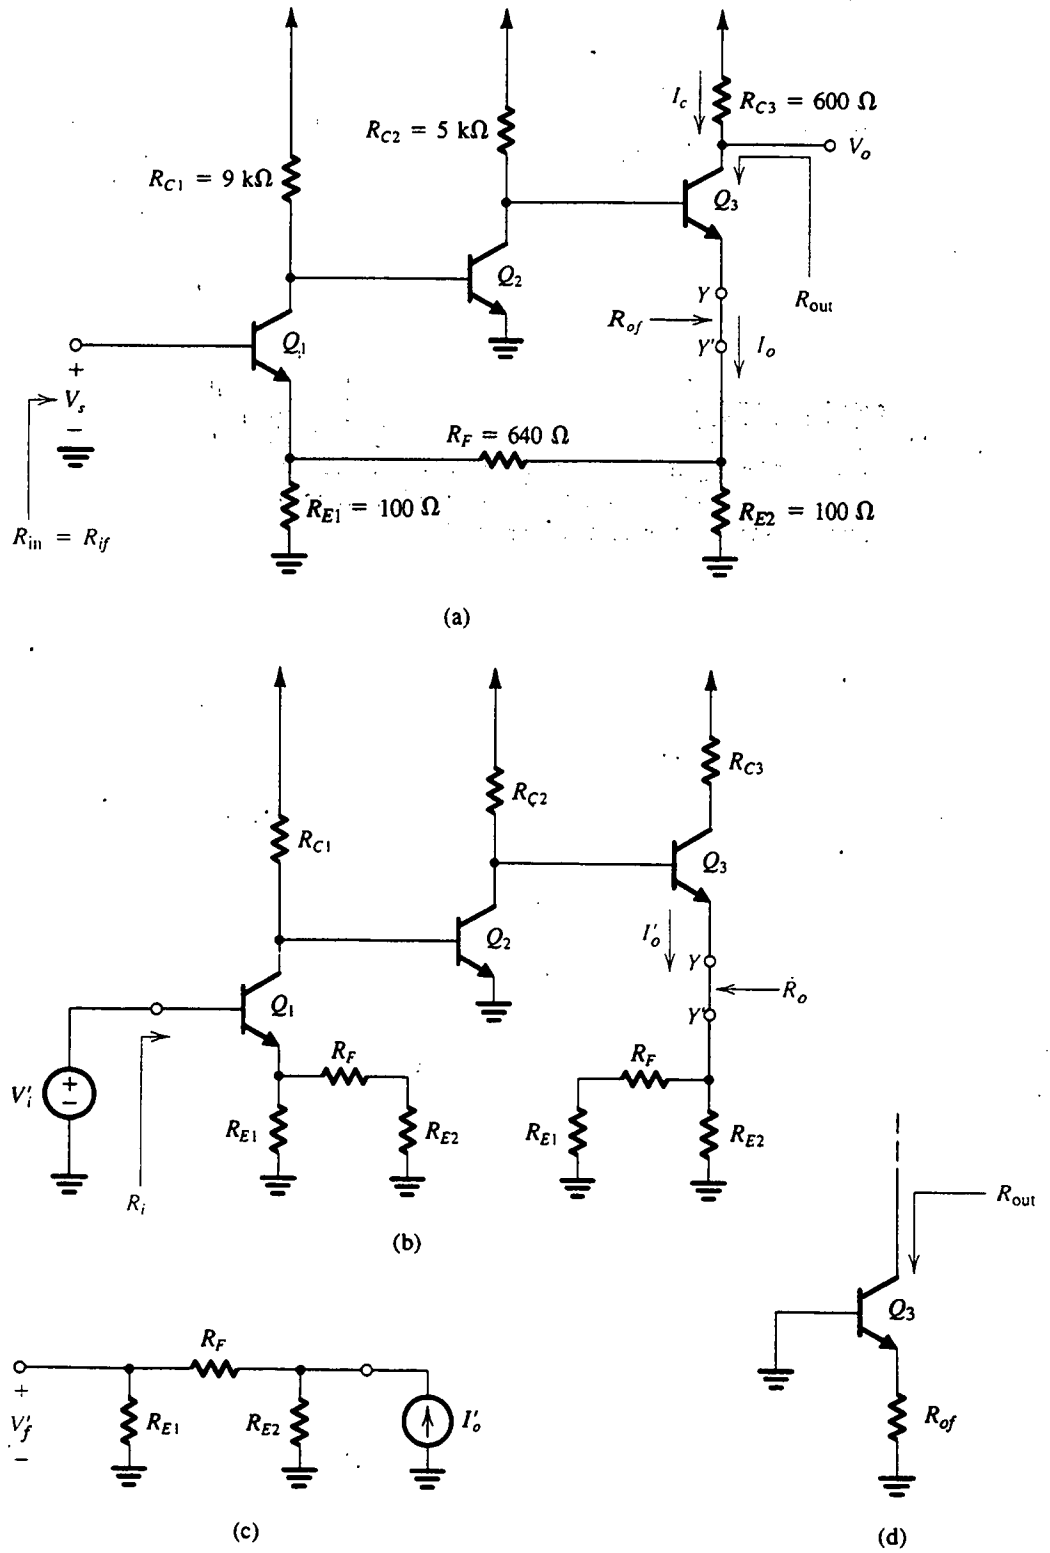 I_c
R_C3 = 600 Ω
R_C2 = 5 kΩ
V_o
R_C1 = 9 kΩ
Q_3
Q_2
Y
R_out
R_of
Q_1
Y'
I_o
+
V_s
−
R_F = 640 Ω
R_E1 = 100 Ω
R_E2 = 100 Ω
R_in = R_if
(a)
R_C3
R_C2
R_C1
Q_3
Q_2
I'_o
Y
R_o
Q_1
Y'
R_F
R_F
V'_i
+
−
R_E1
R_E2
R_E1
R_E2
R_i
(b)
R_out
Q_3
R_of
(d)
R_F
+
V'_f
−
R_E1
R_E2
I'_o
(c)